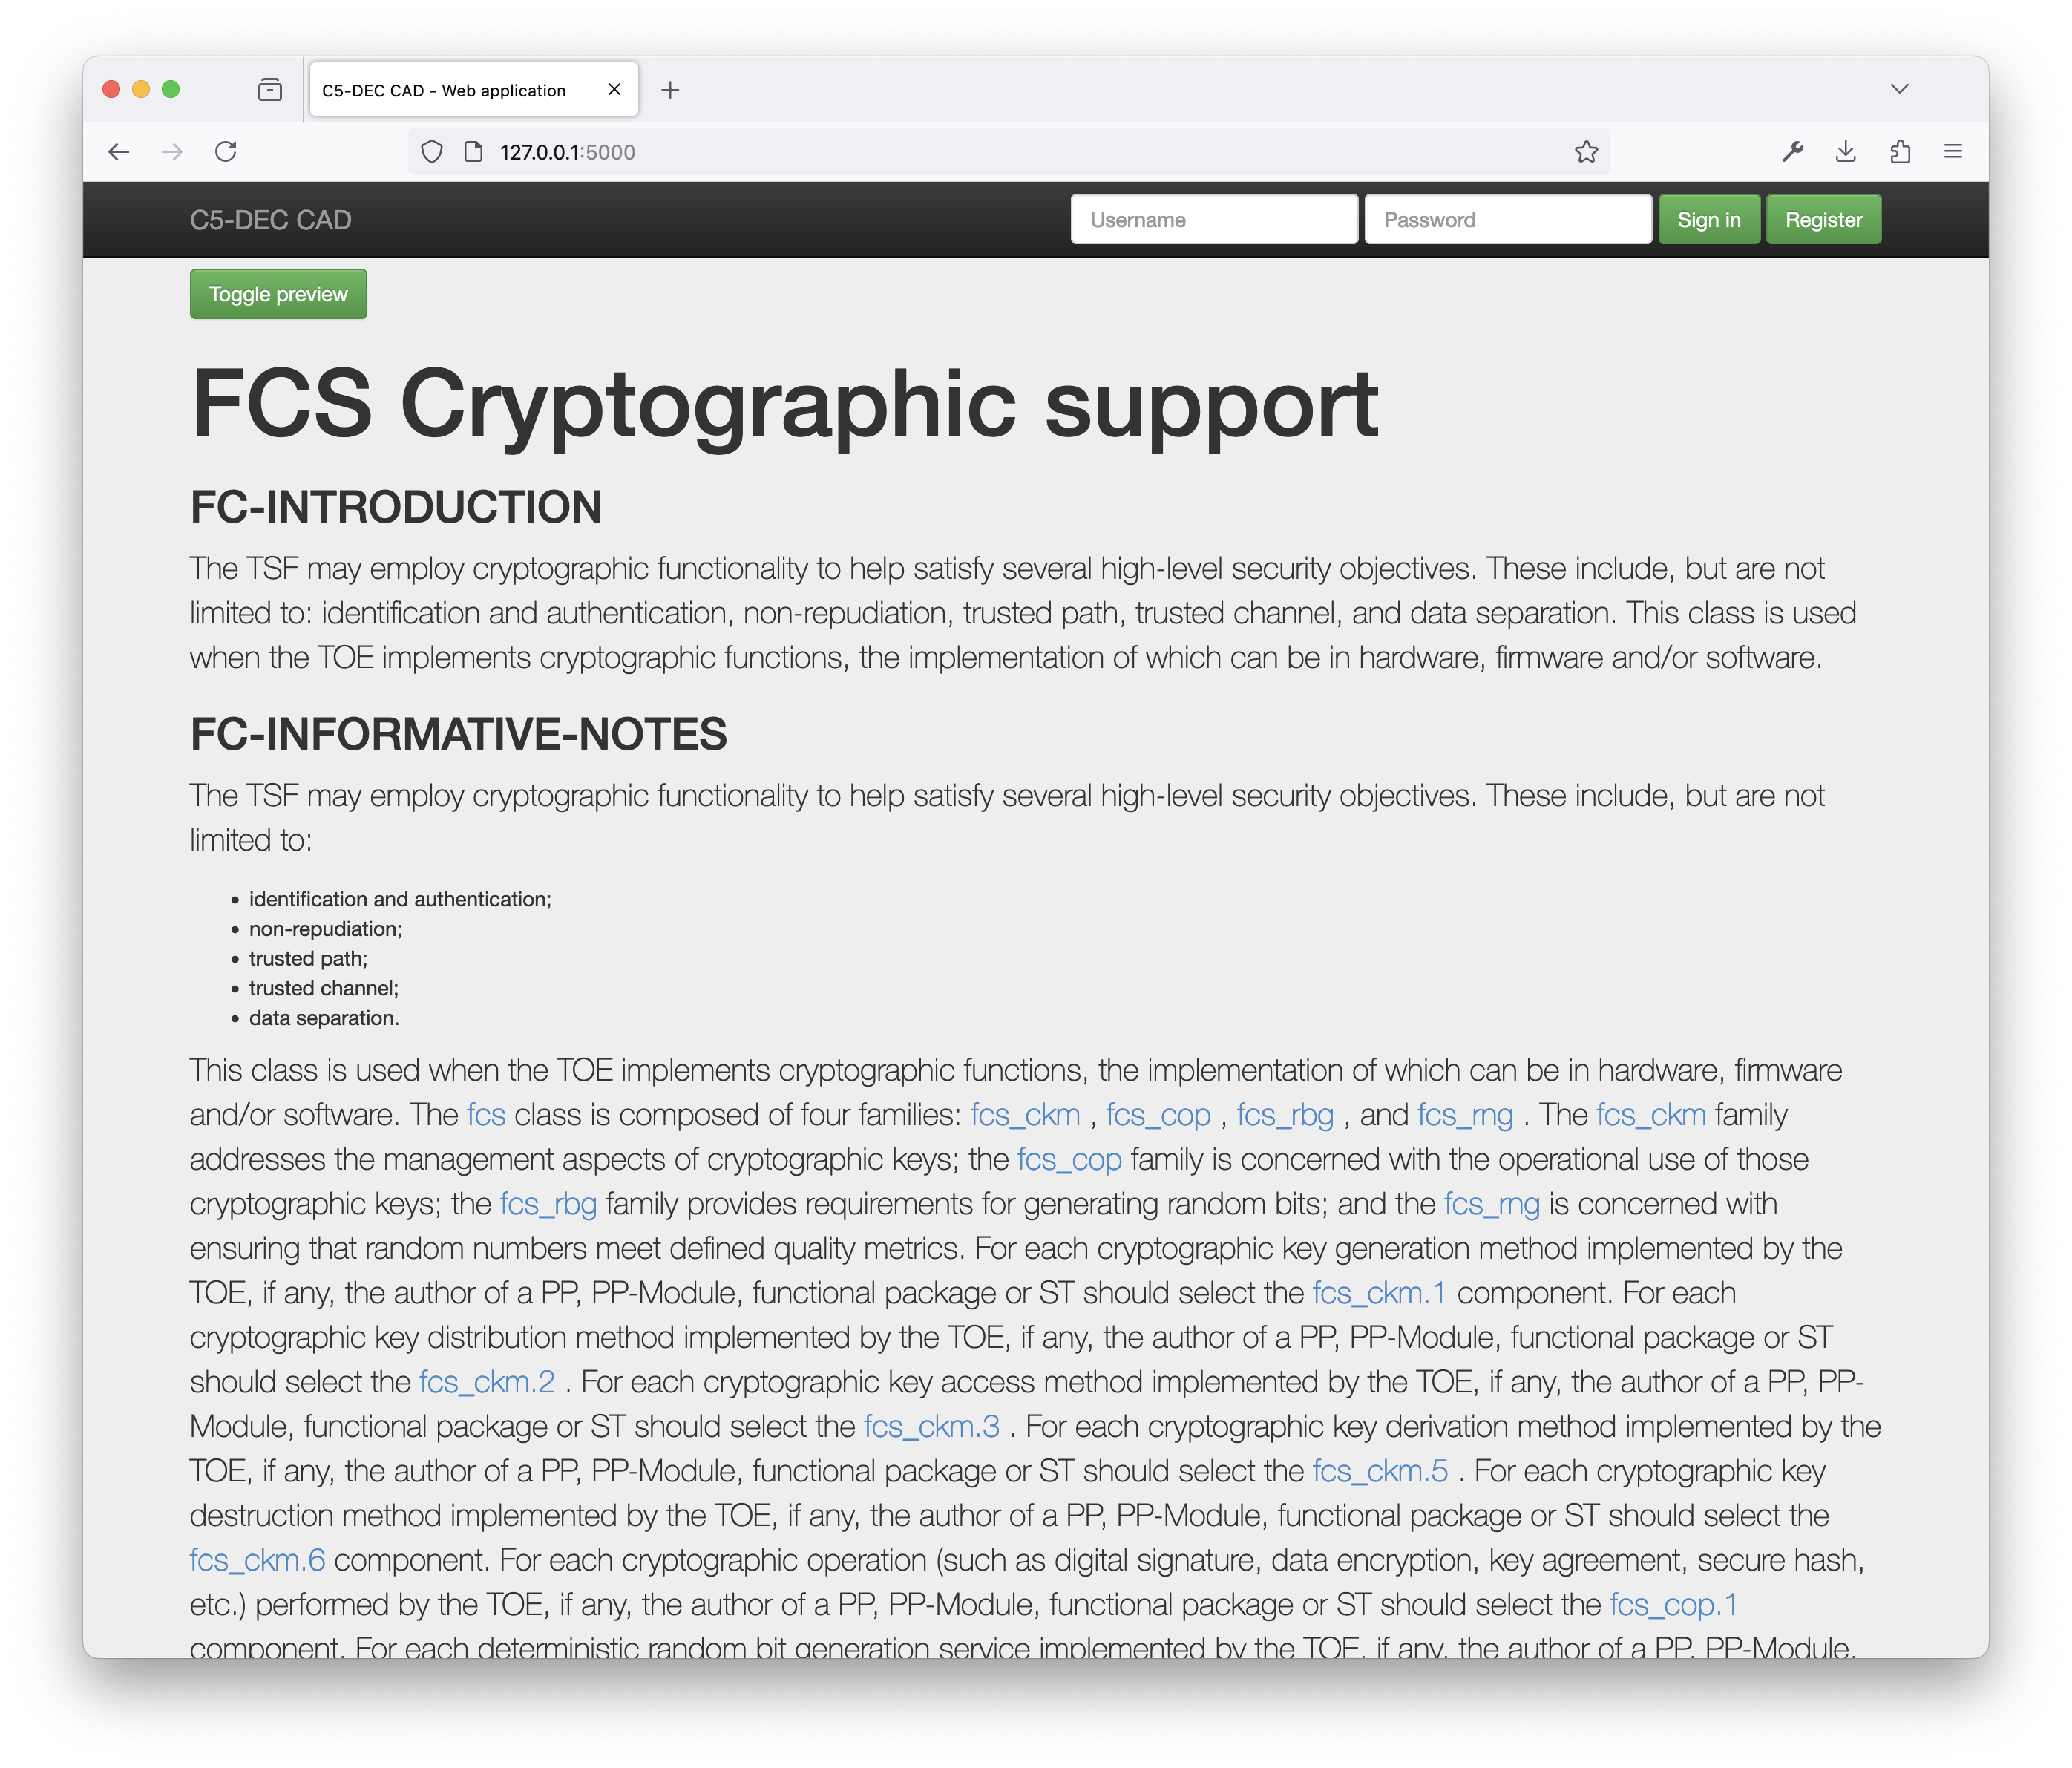 C5-DEC CAD - Web application
127.0.0.1:5000
C5-DEC CAD
Username
Password
Sign in
Register
Toggle preview
FCS Cryptographic support
FC-INTRODUCTION
The TSF may employ cryptographic functionality to help satisfy several high-level security objectives. These include, but are not
limited to: identification and authentication, non-repudiation, trusted path, trusted channel, and data separation. This class is used
when the TOE implements cryptographic functions, the implementation of which can be in hardware, firmware and/or software.
FC-INFORMATIVE-NOTES
The TSF may employ cryptographic functionality to help satisfy several high-level security objectives. These include, but are not
limited to:
• identification and authentication;
• non-repudiation;
• trusted path;
• trusted channel;
• data separation.
This class is used when the TOE implements cryptographic functions, the implementation of which can be in hardware, firmware
and/or software. The fcs class is composed of four families: fcs_ckm , fcs_cop , fcs_rbg , and fcs_rng . The fcs_ckm family
addresses the management aspects of cryptographic keys; the fcs_cop family is concerned with the operational use of those
cryptographic keys; the fcs_rbg family provides requirements for generating random bits; and the fcs_rng is concerned with
ensuring that random numbers meet defined quality metrics. For each cryptographic key generation method implemented by the
TOE, if any, the author of a PP, PP-Module, functional package or ST should select the fcs_ckm.1 component. For each
cryptographic key distribution method implemented by the TOE, if any, the author of a PP, PP-Module, functional package or ST
should select the fcs_ckm.2 . For each cryptographic key access method implemented by the TOE, if any, the author of a PP, PP-
Module, functional package or ST should select the fcs_ckm.3 . For each cryptographic key derivation method implemented by the
TOE, if any, the author of a PP, PP-Module, functional package or ST should select the fcs_ckm.5 . For each cryptographic key
destruction method implemented by the TOE, if any, the author of a PP, PP-Module, functional package or ST should select the
fcs_ckm.6 component. For each cryptographic operation (such as digital signature, data encryption, key agreement, secure hash,
etc.) performed by the TOE, if any, the author of a PP, PP-Module, functional package or ST should select the fcs_cop.1
component. For each deterministic random bit generation service implemented by the TOE, if any, the author of a PP, PP-Module,